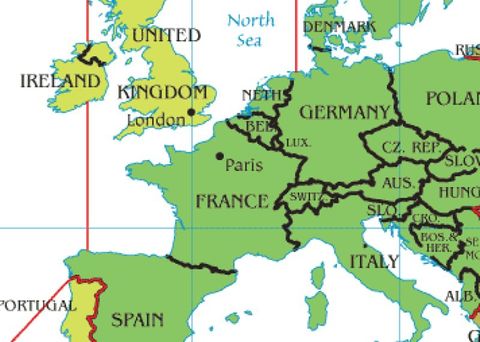 North
Sea
DENMARK
UNITED
KINGDOM
IRELAND
London
NETH.
BEL.
LUX.
GERMANY
POLAN
RUS
CZ. REP.
SLOV
Paris
FRANCE
SWITZ.
AUS.
HUNG
SLO.
CRO.
BOS.&
HER.
SE
MO
ITALY
ALB.
G
PORTUGAL
SPAIN